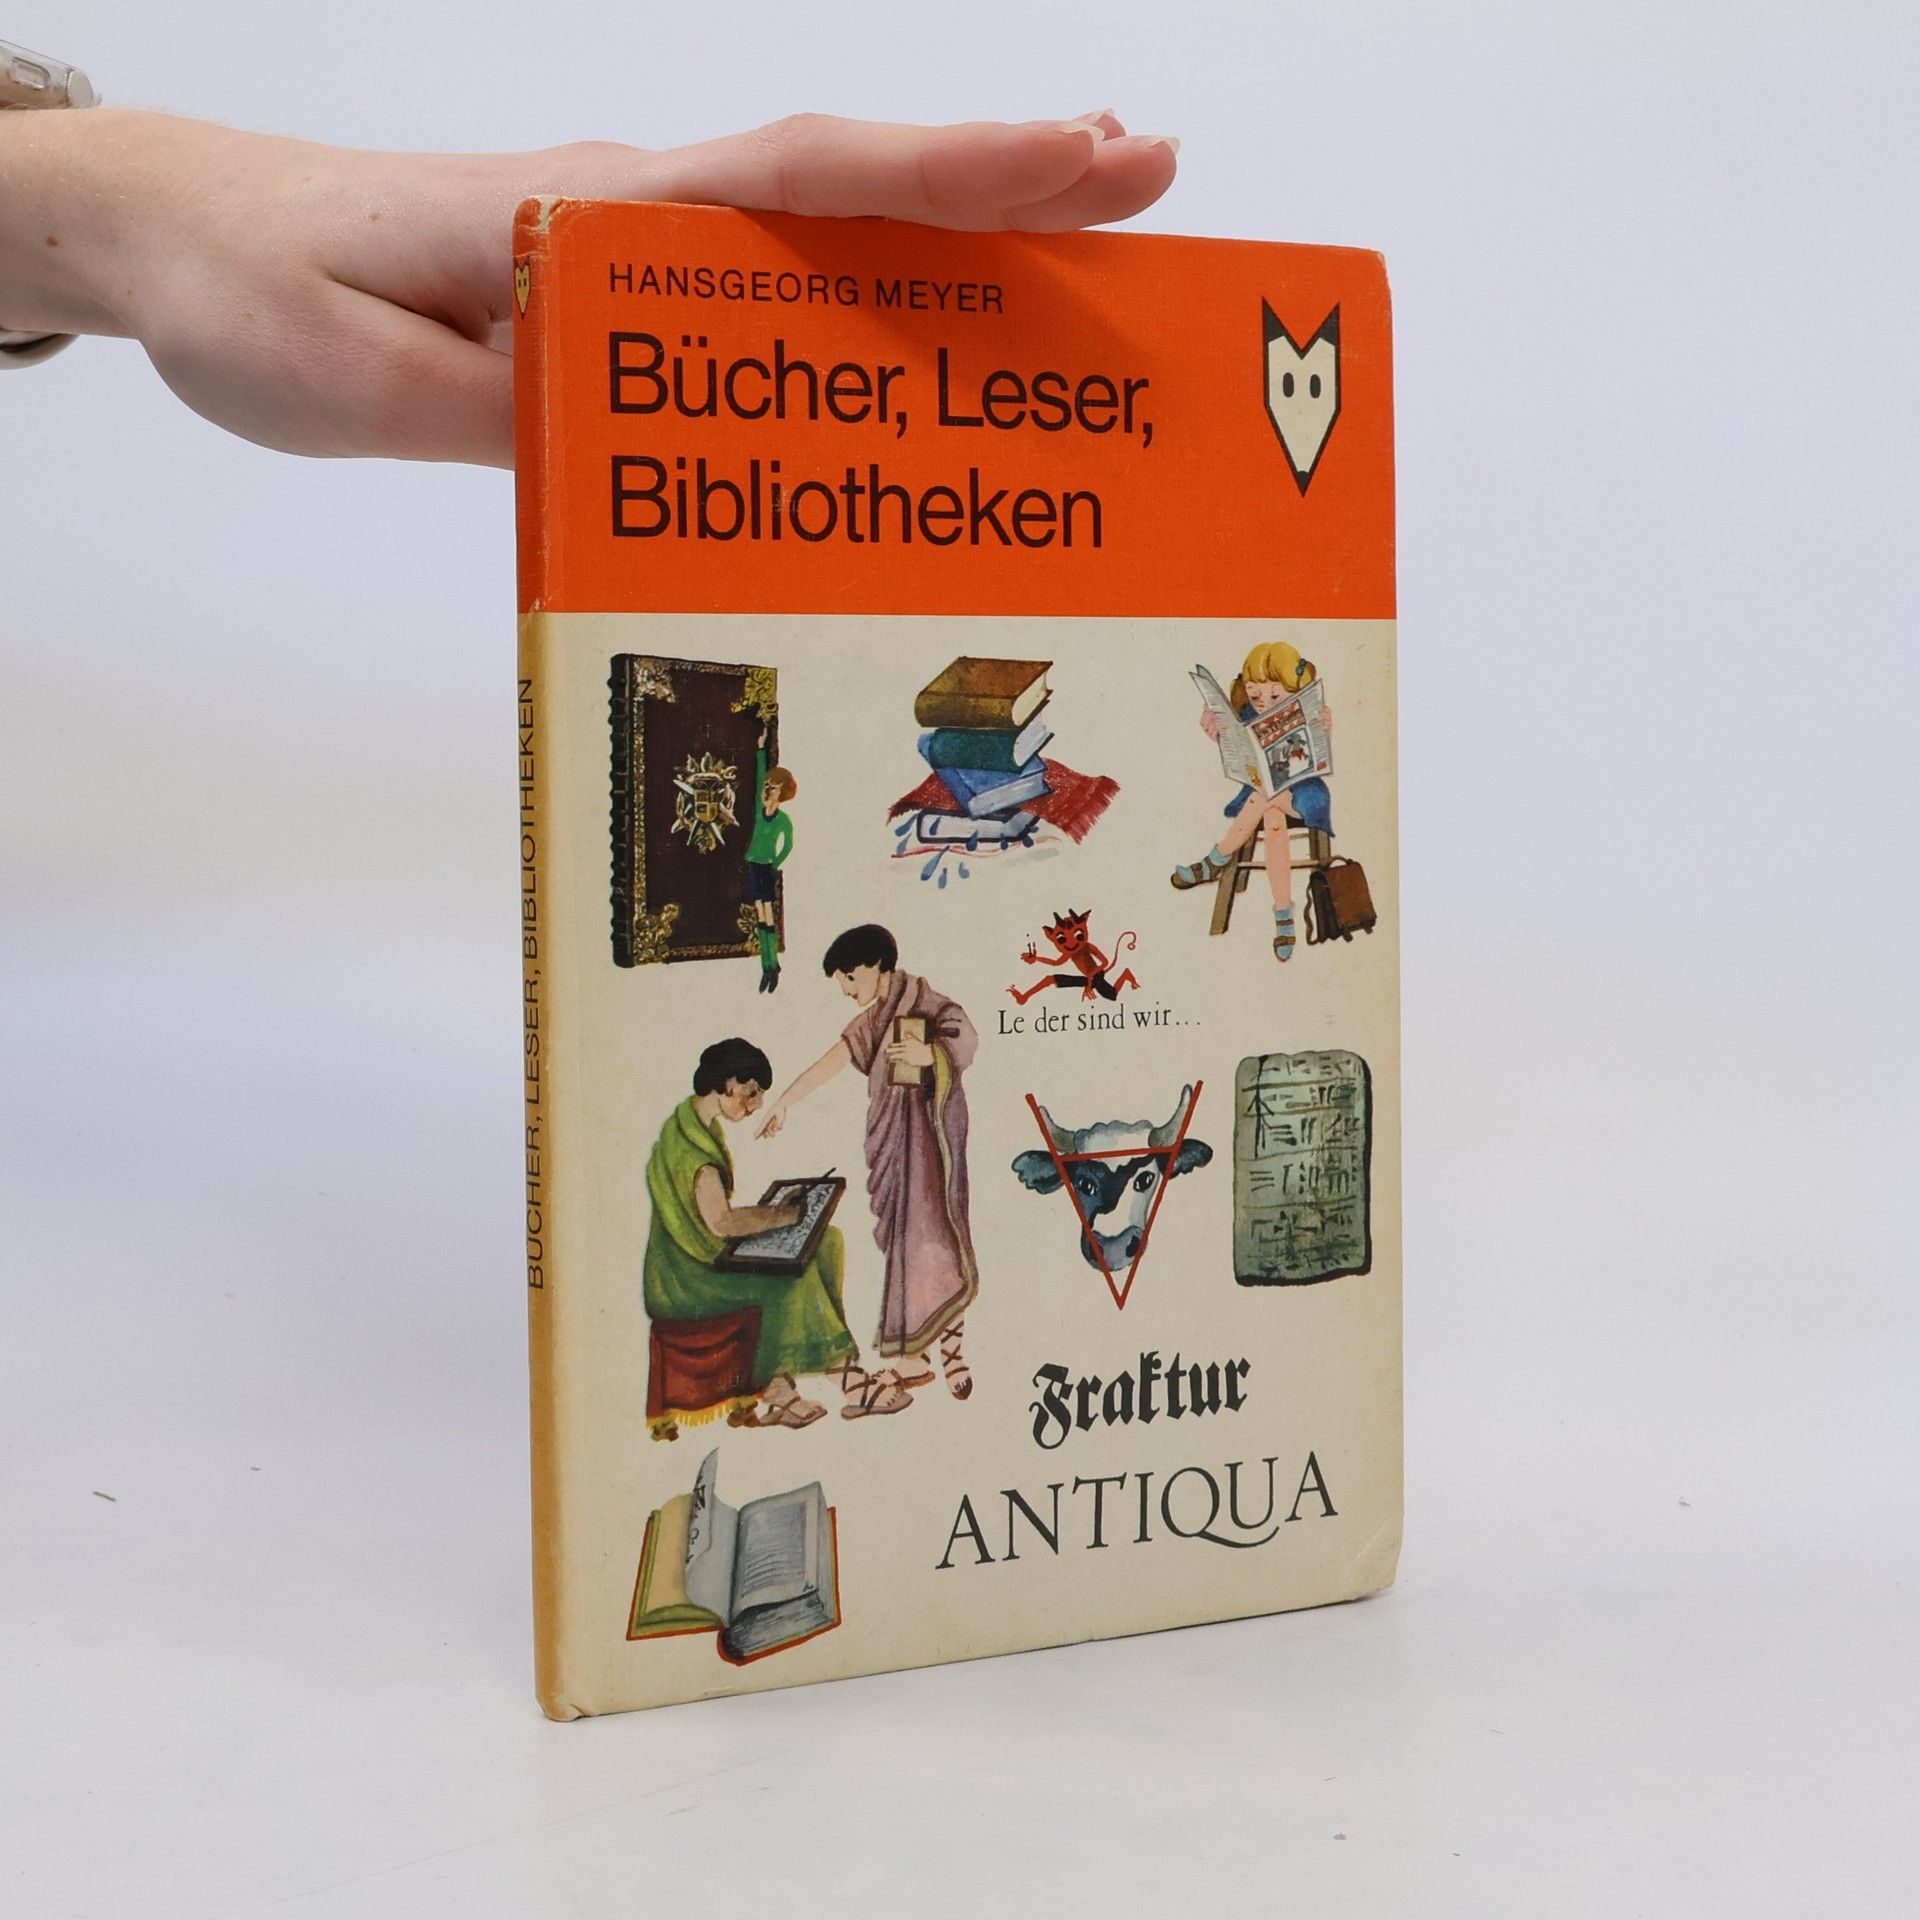 HANSGEORG MEYER
Bücher, Leser,
Bibliotheken
BÜCHER, LESER, BIBLIOTHEKEN
Le der sind wir...
Fraktur
ANTIQUA